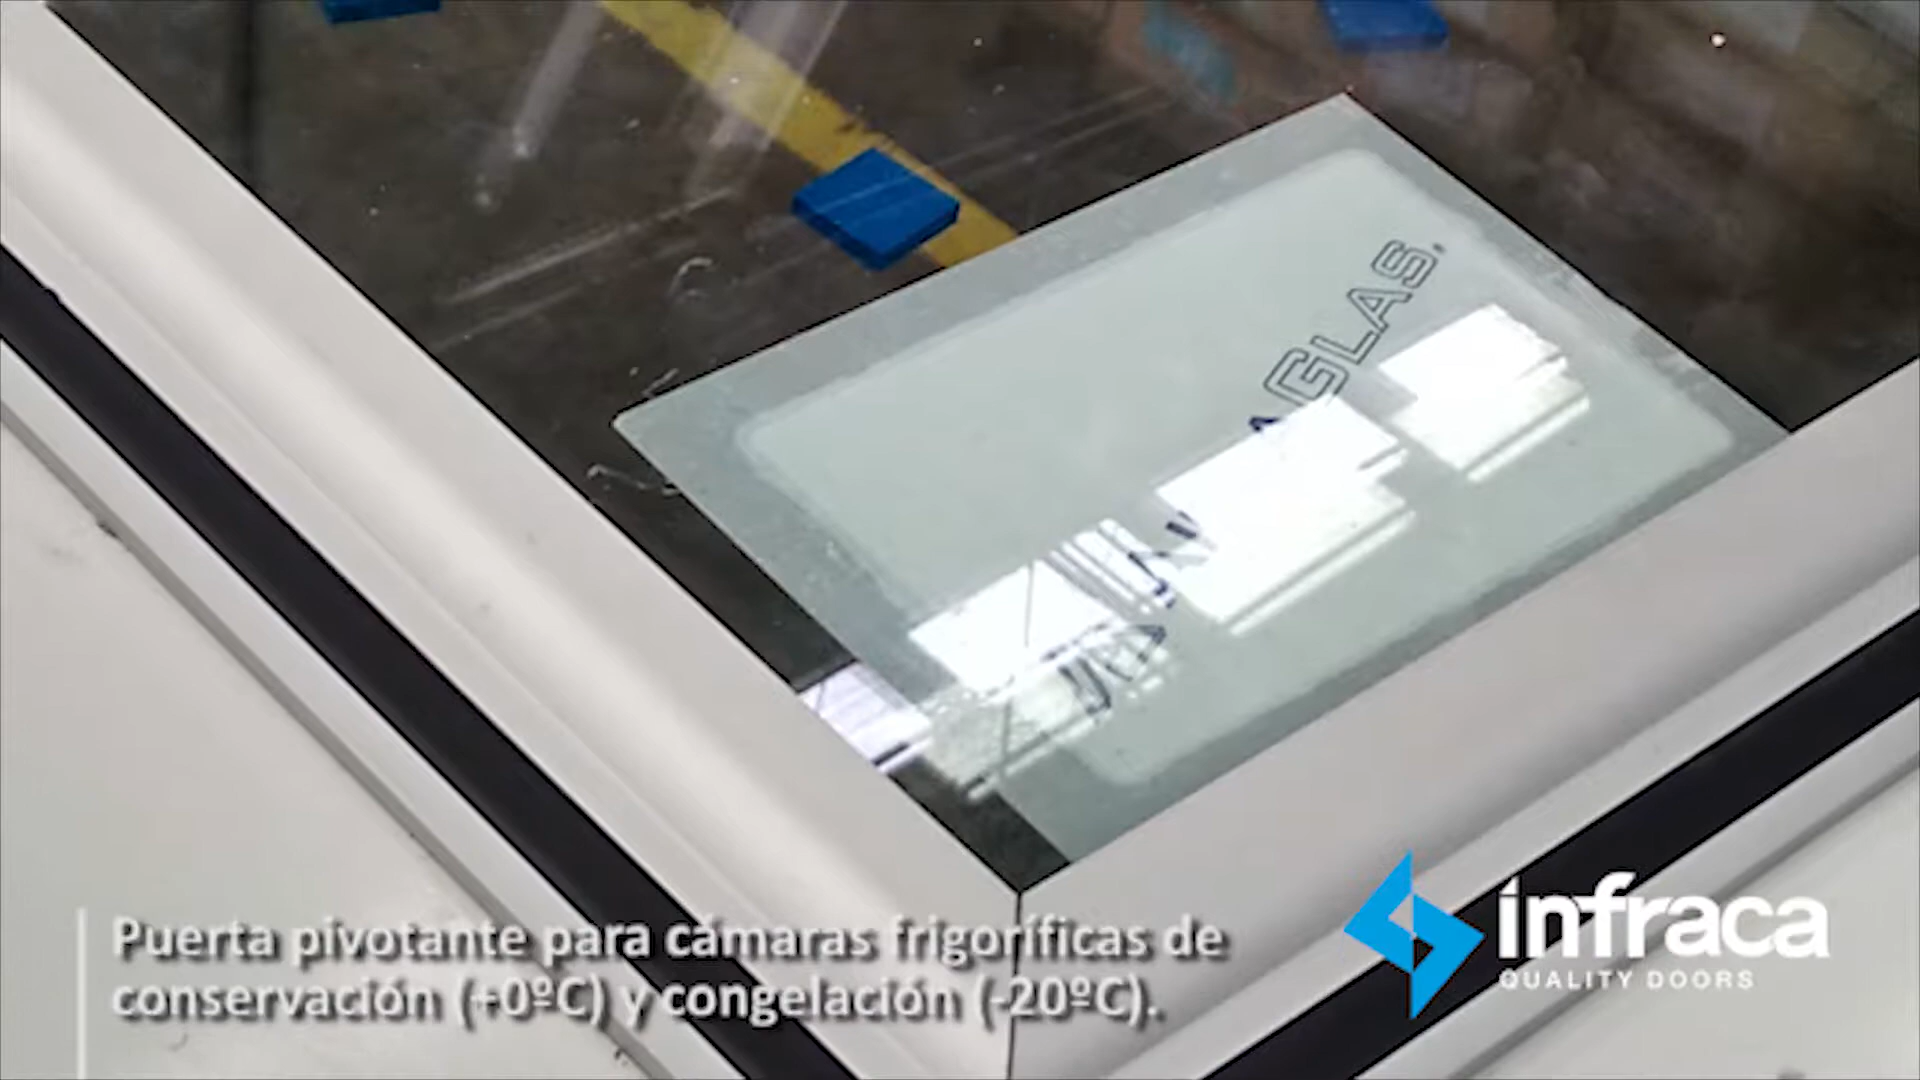 GLAS
Puerta pivotante para cámaras frigoríficas de
conservación (+0ºC) y congelación (-20ºC).
infraca
QUALITY DOORS